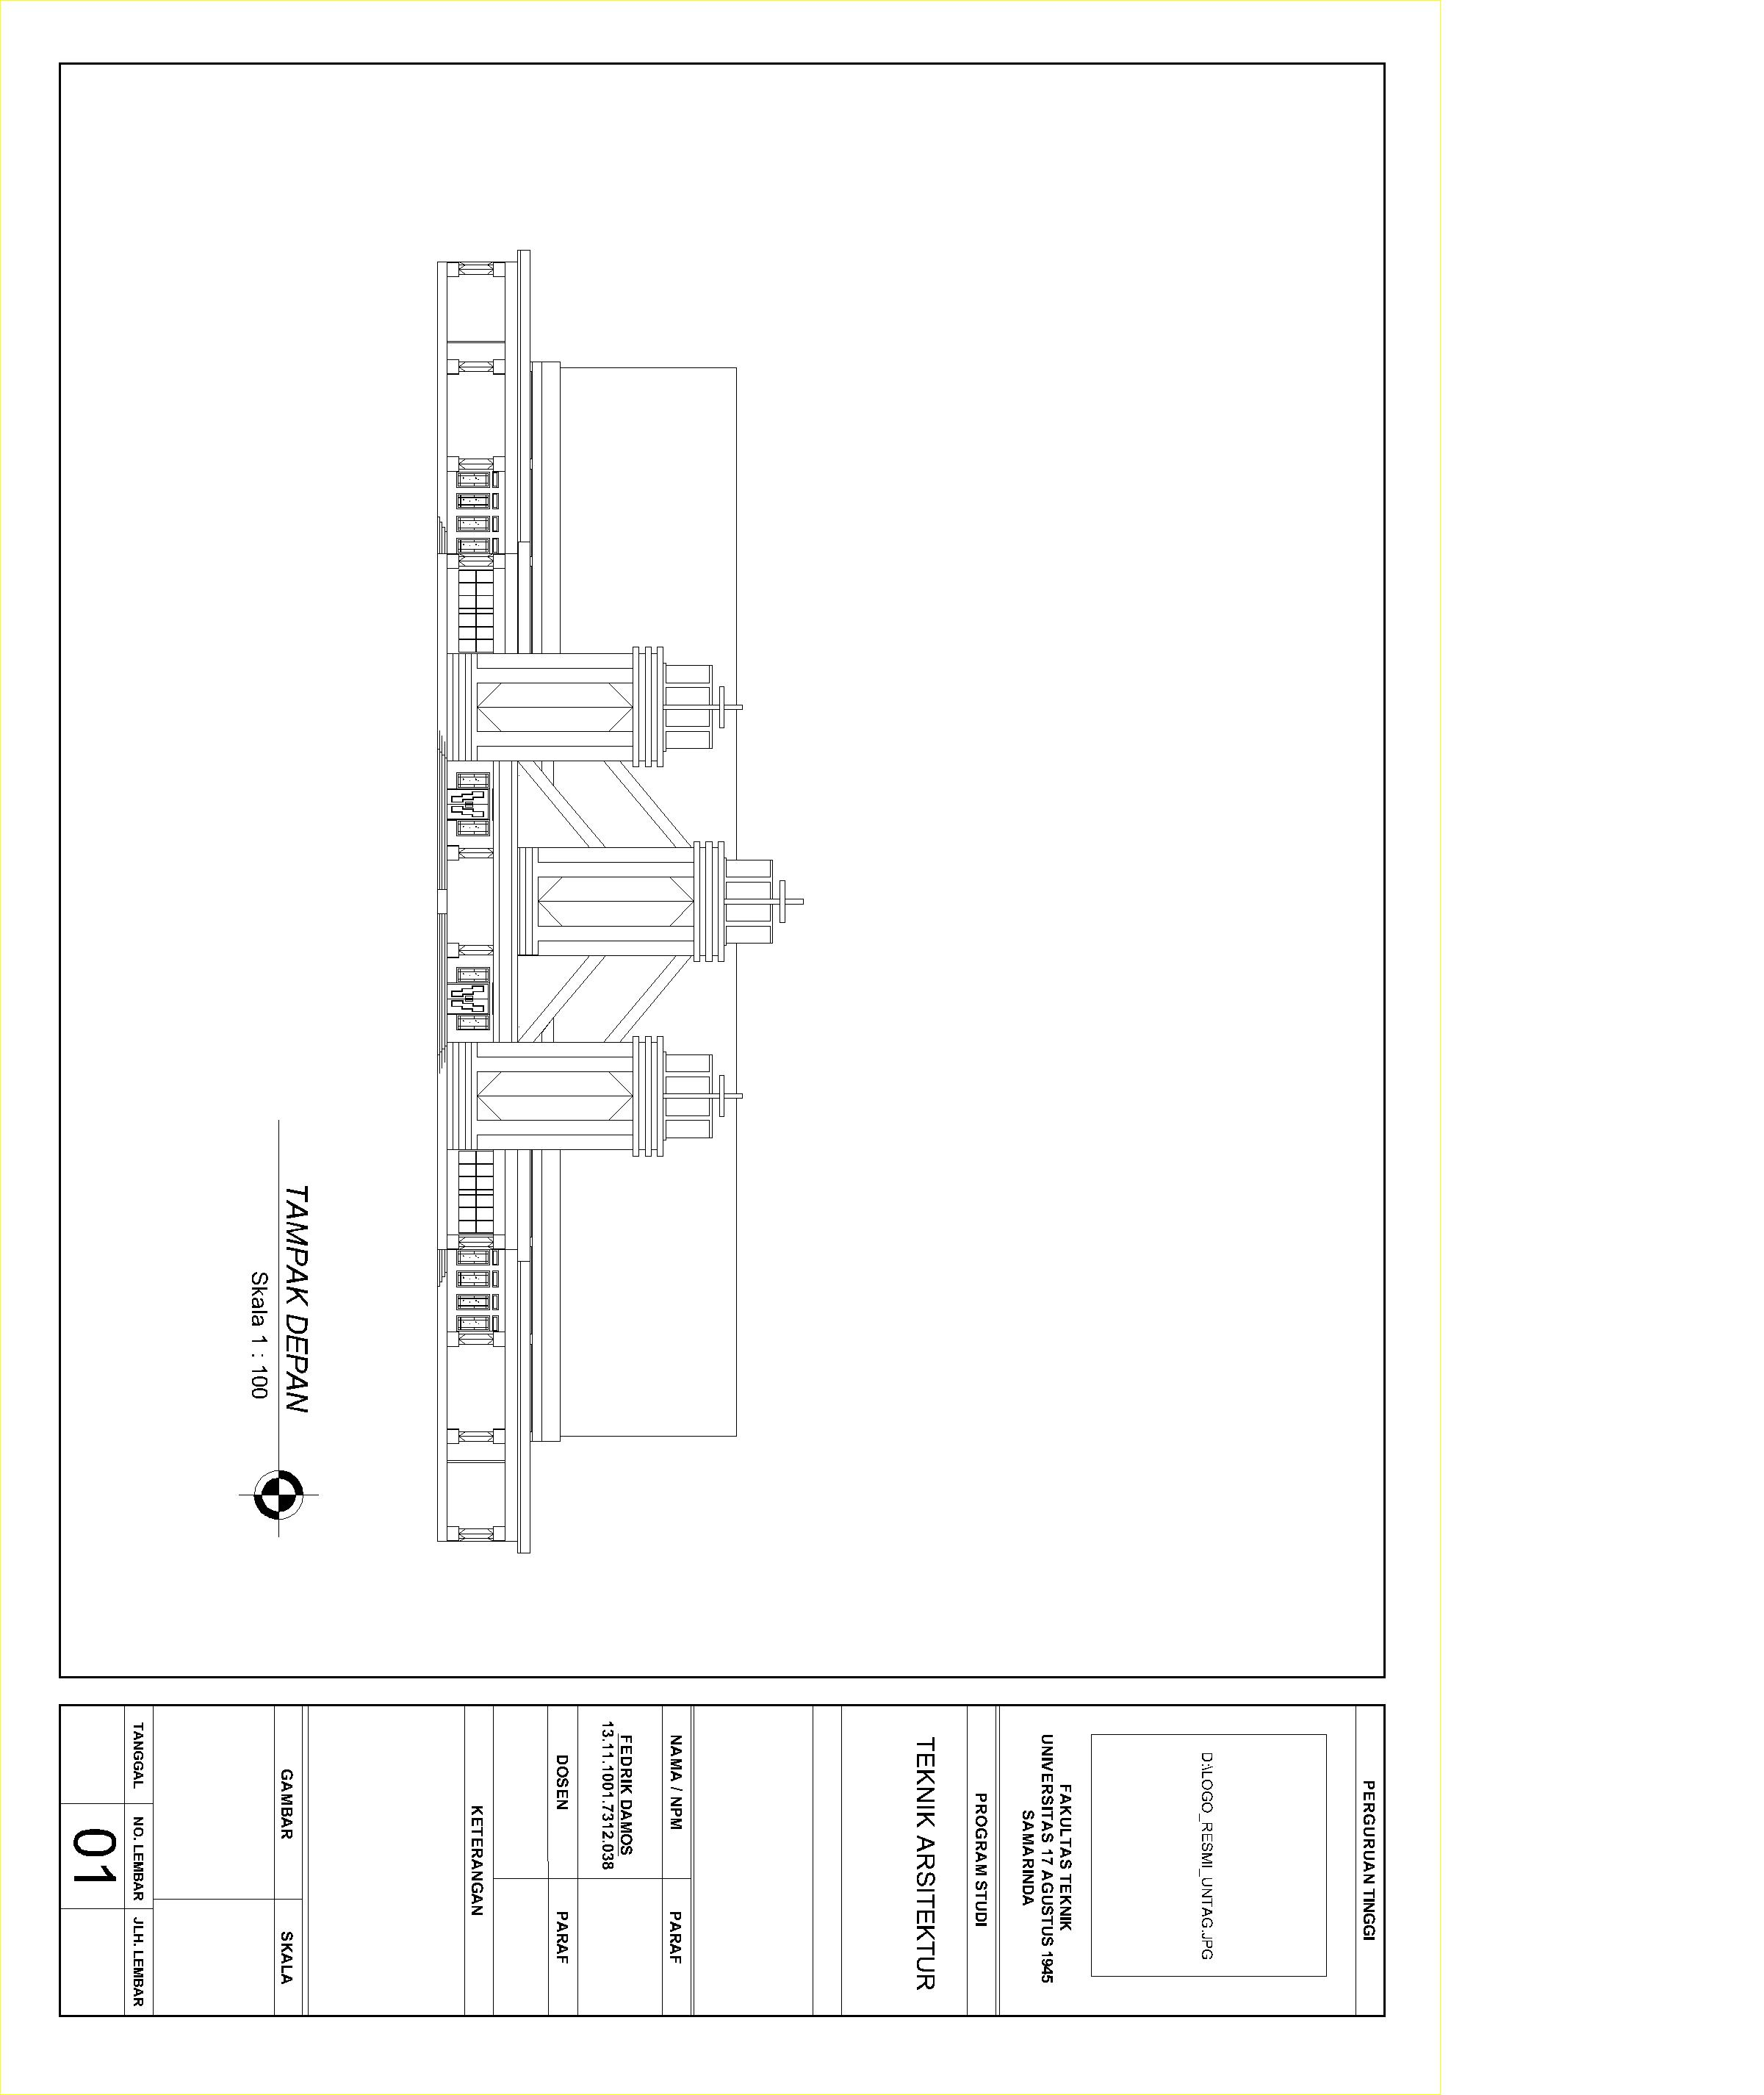 TAMPAK DEPAN
Skala 1 : 100
PERGURUAN TINGGI
D:\LOGO_RESMI_UNTAG.JPG
FAKULTAS TEKNIK
UNIVERSITAS 17 AGUSTUS 1945
SAMARINDA
PROGRAM STUDI
TEKNIK ARSITEKTUR
NAMA / NPM PARAF
FEDRIK DAMOS
13.11.1001.7312.038
DOSEN PARAF
KETERANGAN
GAMBAR SKALA
TANGGAL NO. LEMBAR JLH. LEMBAR
01